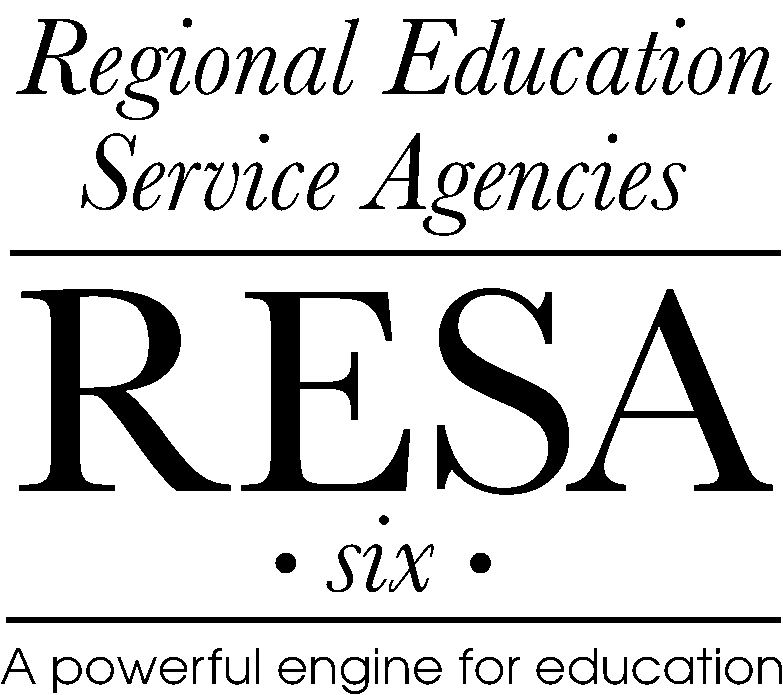 Regional Education
Service Agencies
RESA
• six •
A powerful engine for education